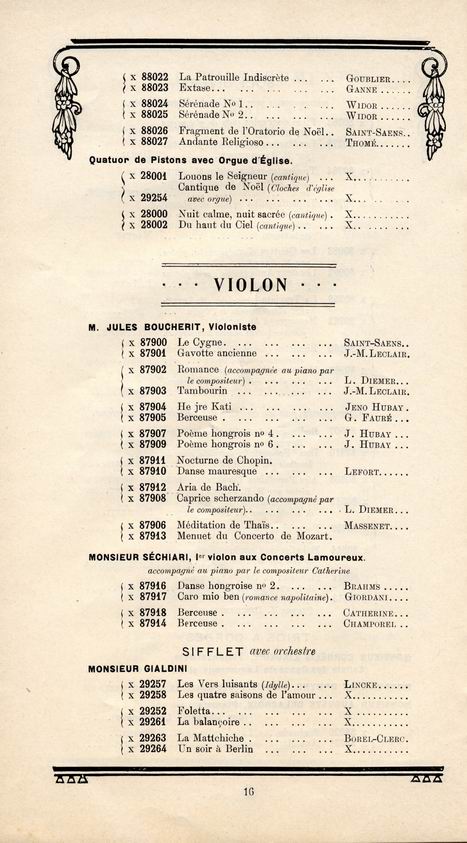 x 88022 La Patrouille Indiscrète ... ... GOUBLIER....
x 88023 Extase... ... ... ... ... GANNE ......
x 88024 Sérénade No 1.. ... ... ... WIDOR ......
x 88025 Sérénade No 2.. ... ... ... WIDOR ......
x 88026 Fragment de l'Oratorio de Noël.. SAINT-SAENS..
x 88027 Andante Religioso... ... ... THOMÉ......
Quatuor de Pistons avec Orgue d'Église.
x 28001 Louons le Seigneur (cantique) ... X..........
Cantique de Noël (Cloches d'église
x 29254 avec orgue) ... ... ... ... X..........
x 28000 Nuit calme, nuit sacrée (cantique). X..........
x 28002 Du haut du Ciel (cantique).. ... X..........
... VIOLON ...
M. JULES BOUCHERIT, Violoniste
x 87900 Le Cygne. ... ... ... ... SAINT-SAENS..
x 87901 Gavotte ancienne ... ... ... J.-M. LECLAIR.
x 87902 Romance (accompagnée au piano par
le compositeur) . ... ... ... L. DIEMER...
x 87903 Tambourin ... ... ... ... J.-M. LECLAIR.
x 87904 He jre Kati ... ... ... ... JENO HUBAY .
x 87905 Berceuse . ... ... ... ... G. FAURÉ ...
x 87907 Poème hongrois no 4 . ... ... J. HUBAY ...
x 87909 Poème hongrois no 6 . ... ... J. HUBAY ...
x 87911 Nocturne de Chopin.
x 87910 Danse mauresque ... ... ... LEFORT......
x 87912 Aria de Bach.
x 87908 Caprice scherzando (accompagné par
le compositeur).. ... ... ... L. DIEMER...
x 87906 Méditation de Thaïs.. ... ... MASSENET....
x 87913 Menuet du Concerto de Mozart.
MONSIEUR SÉCHIARI, Ier violon aux Concerts Lamoureux.
accompagné au piano par le compositeur Catherine
x 87916 Danse hongroise no 2. ... ... BRAHMS .....
x 87917 Caro mio ben (romance napolitaine). GIORDANI....
x 87918 Berceuse . ... ... ... ... CATHERINE...
x 87914 Berceuse . ... ... ... ... CHAMPOREL ..
SIFFLET avec orchestre
MONSIEUR GIALDINI
x 29257 Les Vers luisants (Idylle)... ... LINCKE......
x 29258 Les quatre saisons de l'amour ... X..........
x 29252 Foletta... ... ... ... ... X..........
x 29261 La balançoire .. ... ... ... X..........
x 29263 La Mattchiche . ... ... ... BOREL-CLERC.
x 29264 Un soir à Berlin ... ... ... X..........
16